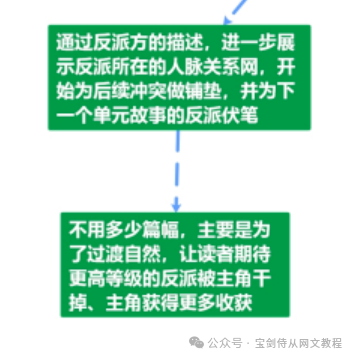 通过反派方的描述，进一步展
示反派所在的人脉关系网，开
始为后续冲突做铺垫，并为下
一个单元故事的反派伏笔
不用多少篇幅，主要是为
了过渡自然，让读者期待
更高等级的反派被主角干
掉、主角获得更多收获
公众号 · 宝剑侍从网文教程